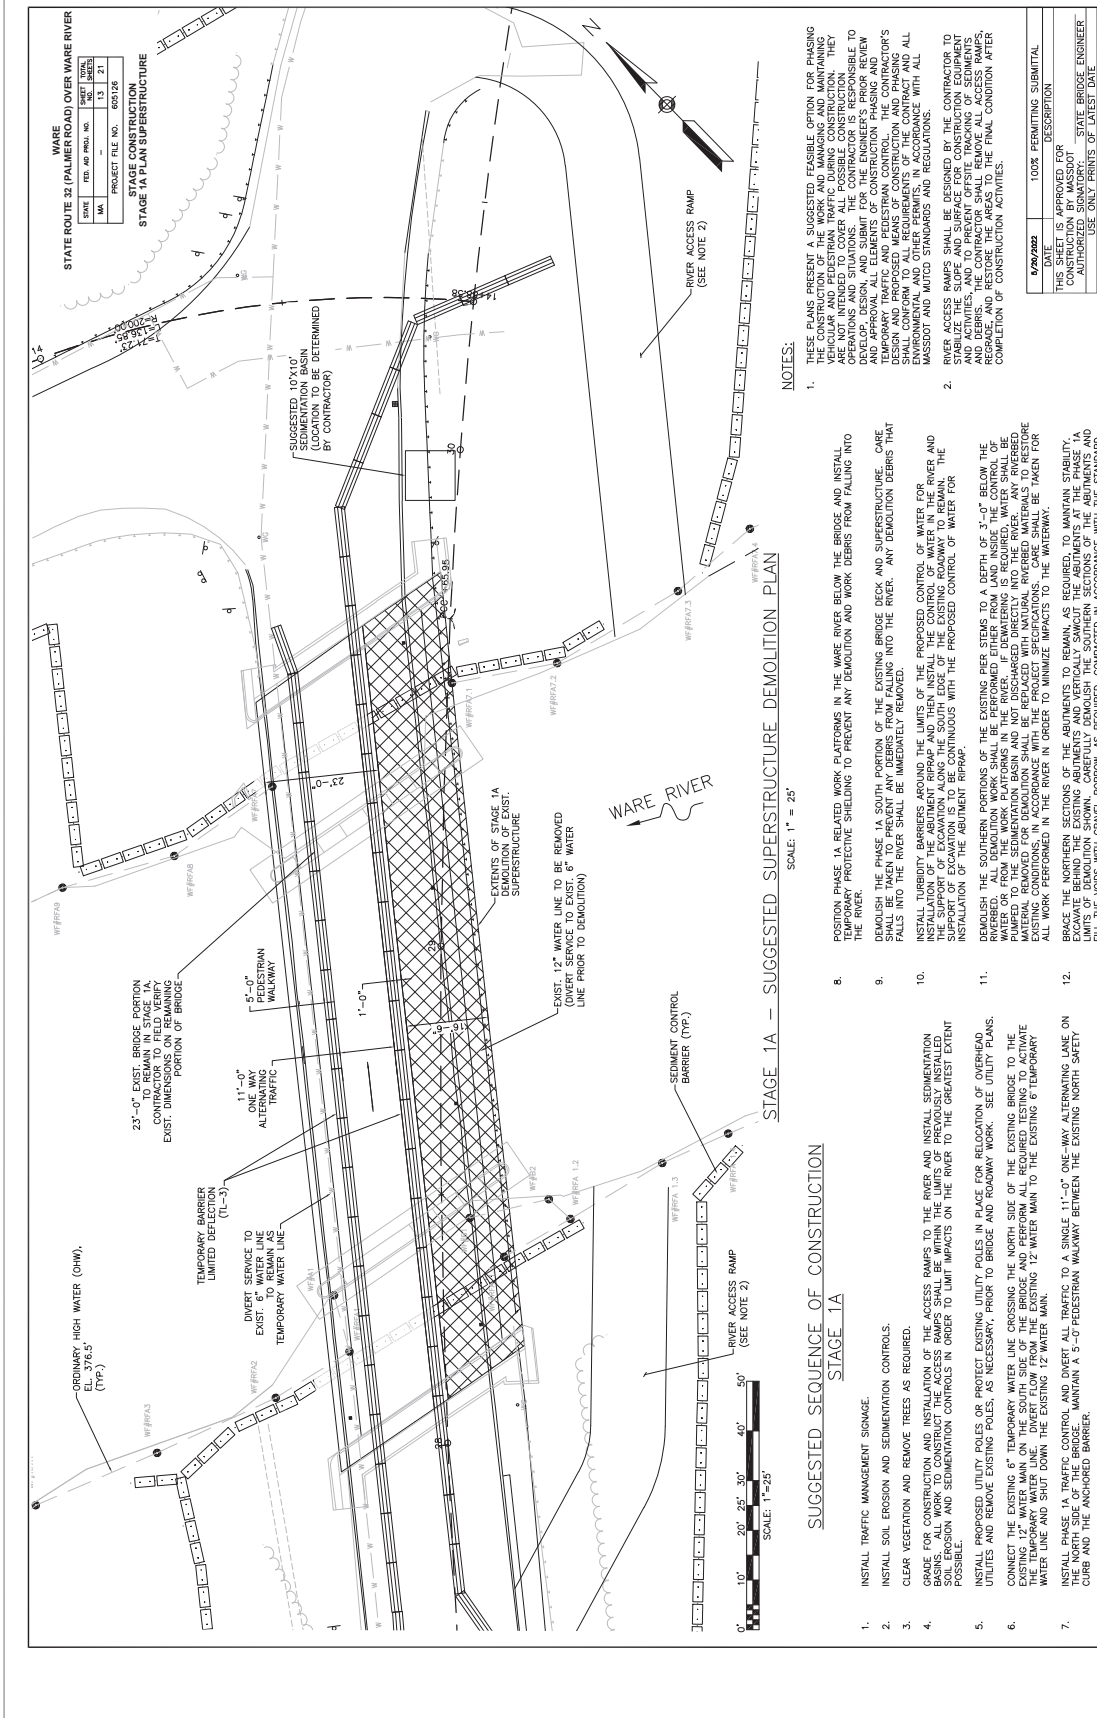 WARE
STATE ROUTE 32 (PALMER ROAD) OVER WARE RIVER
STATE
FED. AID PROJ. NO.
SHEET NO.
TOTAL SHEETS
MA
–
13
21
PROJECT FILE NO.
605126
STAGE CONSTRUCTION
STAGE 1A PLAN SUPERSTRUCTURE
N
T=71.23'
L=136.85'
R=200.00'
14
SUGGESTED 10'X10'
SEDIMENTATION BASIN
(LOCATION TO BE DETERMINED
BY CONTRACTOR)
RIVER ACCESS RAMP
(SEE NOTE 2)
30
29
28
23'-0"
23'-0" EXIST. BRIDGE PORTION
TO REMAIN IN STAGE 1A.
CONTRACTOR TO FIELD VERIFY
EXIST. DIMENSIONS ON REMAINING
PORTION OF BRIDGE
5'-0"
PEDESTRIAN
WALKWAY
1'-0"
11'-0"
ONE WAY
ALTERNATING
TRAFFIC
16'-6"
TEMPORARY BARRIER
LIMITED DEFLECTION
(TL-3)
DIVERT SERVICE TO
EXIST. 6" WATER LINE
TO REMAIN AS
TEMPORARY WATER LINE
ORDINARY HIGH WATER (OHW),
EL. 376.5'
(TYP.)
EXTENTS OF STAGE 1A
DEMOLITION OF EXIST.
SUPERSTRUCTURE
EXIST. 12" WATER LINE TO BE REMOVED
(DIVERT SERVICE TO EXIST. 6" WATER
LINE PRIOR TO DEMOLITION)
WARE RIVER
SEDIMENT CONTROL
BARRIER (TYP.)
RIVER ACCESS RAMP
(SEE NOTE 2)
WF#RFA9
WF#RFA8
WF#RFA7.1
WF#RFA7.2
WF#RFA7.3
WF#RFA3
WF#RFA2
WF#RFA 1.2
WF#RFA 1.3
0' 10' 20' 25' 30' 40' 50'
SCALE: 1"=25'
STAGE 1A – SUGGESTED SUPERSTRUCTURE DEMOLITION PLAN
SCALE: 1" = 25'
SUGGESTED SEQUENCE OF CONSTRUCTION
STAGE 1A
1. INSTALL TRAFFIC MANAGEMENT SIGNAGE.
2. INSTALL SOIL EROSION AND SEDIMENTATION CONTROLS.
3. CLEAR VEGETATION AND REMOVE TREES AS REQUIRED.
4. GRADE FOR CONSTRUCTION AND INSTALLATION OF THE ACCESS RAMPS TO THE RIVER AND INSTALL SEDIMENTATION
BASINS. ALL WORK TO CONSTRUCT THE ACCESS RAMPS SHALL BE WITHIN THE LIMITS OF PREVIOUSLY INSTALLED
SOIL EROSION AND SEDIMENTATION CONTROLS IN ORDER TO LIMIT IMPACTS ON THE RIVER TO THE GREATEST EXTENT
POSSIBLE.
5. INSTALL PROPOSED UTILITY POLES OR PROTECT EXISTING UTILITY POLES IN PLACE FOR RELOCATION OF OVERHEAD
UTILITES AND REMOVE EXISTING POLES, AS NECESSARY, PRIOR TO BRIDGE AND ROADWAY WORK. SEE UTILITY PLANS.
6. CONNECT THE EXISTING 6" TEMPORARY WATER LINE CROSSING THE NORTH SIDE OF THE EXISTING BRIDGE TO THE
EXISTING 12" WATER MAIN ON THE SOUTH SIDE OF THE BRIDGE AND PERFORM ALL REQUIRED TESTING TO ACTIVATE
THE TEMPORARY WATER LINE. DIVERT FLOW FROM THE EXISTING 12' WATER MAIN TO THE EXISTING 6" TEMPORARY
WATER LINE AND SHUT DOWN THE EXISTING 12' WATER MAIN.
7. INSTALL PHASE 1A TRAFFIC CONTROL AND DIVERT ALL TRAFFIC TO A SINGLE 11'-0" ONE-WAY ALTERNATING LANE ON
THE NORTH SIDE OF THE BRIDGE. MAINTAIN A 5'-0' PEDESTRIAN WALKWAY BETWEEN THE EXISTING NORTH SAFETY
CURB AND THE ANCHORED BARRIER.
8. POSITION PHASE 1A RELATED WORK PLATFORMS IN THE WARE RIVER BELOW THE BRIDGE AND INSTALL
TEMPORARY PROTECTIVE SHIELDING TO PREVENT ANY DEMOLITION AND WORK DEBRIS FROM FALLING INTO
THE RIVER.
9. DEMOLISH THE PHASE 1A SOUTH PORTION OF THE EXISTING BRIDGE DECK AND SUPERSTRUCTURE. CARE
SHALL BE TAKEN TO PREVENT ANY DEBRIS FROM FALLING INTO THE RIVER. ANY DEMOLITION DEBRIS THAT
FALLS INTO THE RIVER SHALL BE IMMEDIATELY REMOVED.
10. INSTALL TURBIDITY BARRIERS AROUND THE LIMITS OF THE PROPOSED CONTROL OF WATER FOR
INSTALLATION OF THE ABUTMENT RIPRAP AND THEN INSTALL THE CONTROL OF WATER IN THE RIVER AND
THE SUPPORT OF EXCAVATION ALONG THE SOUTH EDGE OF THE EXISTING ROADWAY TO REMAIN. THE
SUPPORT OF EXCAVATION IS TO BE CONTINUOUS WITH THE PROPOSED CONTROL OF WATER FOR
INSTALLATION OF THE ABUTMENT RIPRAP.
11. DEMOLISH THE SOUTHERN PORTIONS OF THE EXISTING PIER STEMS TO A DEPTH OF 3'-0" BELOW THE
RIVERBED. ALL DEMOLITION WORK SHALL BE PERFORMED EITHER FROM LAND INSIDE THE CONTROL OF
WATER OR FROM THE WORK PLATFORMS IN THE RIVER. IF DEWATERING IS REQUIRED, WATER SHALL BE
PUMPED TO THE SEDIMENTATION BASIN AND NOT DISCHARGED DIRECTLY INTO THE RIVER. ANY RIVERBED
MATERIAL REMOVED FOR DEMOLITION SHALL BE REPLACED WITH NATURAL RIVERBED MATERIALS TO RESTORE
EXISTING CONDITIONS, IN ACCORDANCE WITH THE PROJECT SPECIFICATIONS. CARE SHALL BE TAKEN FOR
ALL WORK PERFORMED IN THE RIVER IN ORDER TO MINIMIZE IMPACTS TO THE WATERWAY.
12. BRACE THE NORTHERN SECTIONS OF THE ABUTMENTS TO REMAIN, AS REQUIRED, TO MAINTAIN STABILITY.
EXCAVATE BEHIND THE EXISTING ABUTMENTS AND VERTICALLY SAWCUT THE ABUTMENTS AT THE PHASE 1A
LIMITS OF DEMOLITION SHOWN. CAREFULLY DEMOLISH THE SOUTHERN SECTIONS OF THE ABUTMENTS AND
NOTES:
1. THESE PLANS PRESENT A SUGGESTED FEASIBLE OPTION FOR PHASING
THE CONSTRUCTION OF THE WORK AND MANAGING AND MAINTAINING
VEHICULAR AND PEDESTRIAN TRAFFIC DURING CONSTRUCTION. THEY
ARE NOT INTENDED TO COVER ALL POSSIBLE CONSTRUCTION
OPERATIONS AND SITUATIONS. THE CONTRACTOR IS RESPONSIBLE TO
DEVELOP, DESIGN, AND SUBMIT FOR THE ENGINEER'S PRIOR REVIEW
AND APPROVAL ALL ELEMENTS OF CONSTRUCTION PHASING AND
TEMPORARY TRAFFIC AND PEDESTRIAN CONTROL. THE CONTRACTOR'S
DESIGN AND PROPOSED MEANS OF CONSTRUCTION AND PHASING
SHALL CONFORM TO ALL REQUIREMENTS OF THE CONTRACT AND ALL
ENVIRONMENTAL AND OTHER PERMITS, IN ACCORDANCE WITH ALL
MASSDOT AND MUTCD STANDARDS AND REGULATIONS.
2. RIVER ACCESS RAMPS SHALL BE DESIGNED BY THE CONTRACTOR TO
STABILIZE THE SLOPE AND SURFACE FOR CONSTRUCTION EQUIPMENT
AND ACTIVITIES, AND TO PREVENT OFFSITE TRACKING OF SEDIMENTS
AND DEBRIS. THE CONTRACTOR SHALL REMOVE ALL ACCESS RAMPS,
REGRADE, AND RESTORE THE AREAS TO THE FINAL CONDITION AFTER
COMPLETION OF CONSTRUCTION ACTIVITIES.
5/20/2022
100% PERMITTING SUBMITTAL
DATE
DESCRIPTION
THIS SHEET IS APPROVED FOR
CONSTRUCTION BY MASSDOT
AUTHORIZED SIGNATORY: STATE BRIDGE ENGINEER
USE ONLY PRINTS OF LATEST DATE